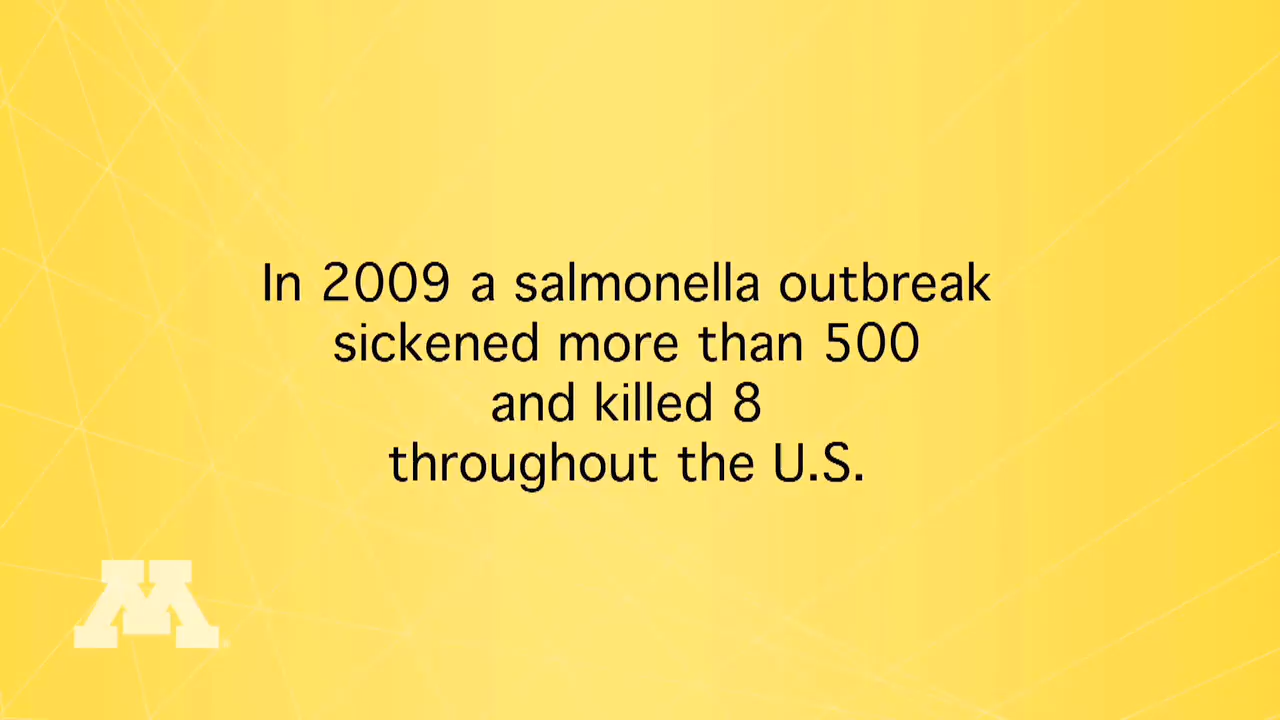 In 2009 a salmonella outbreak
sickened more than 500
and killed 8
throughout the U.S.
M